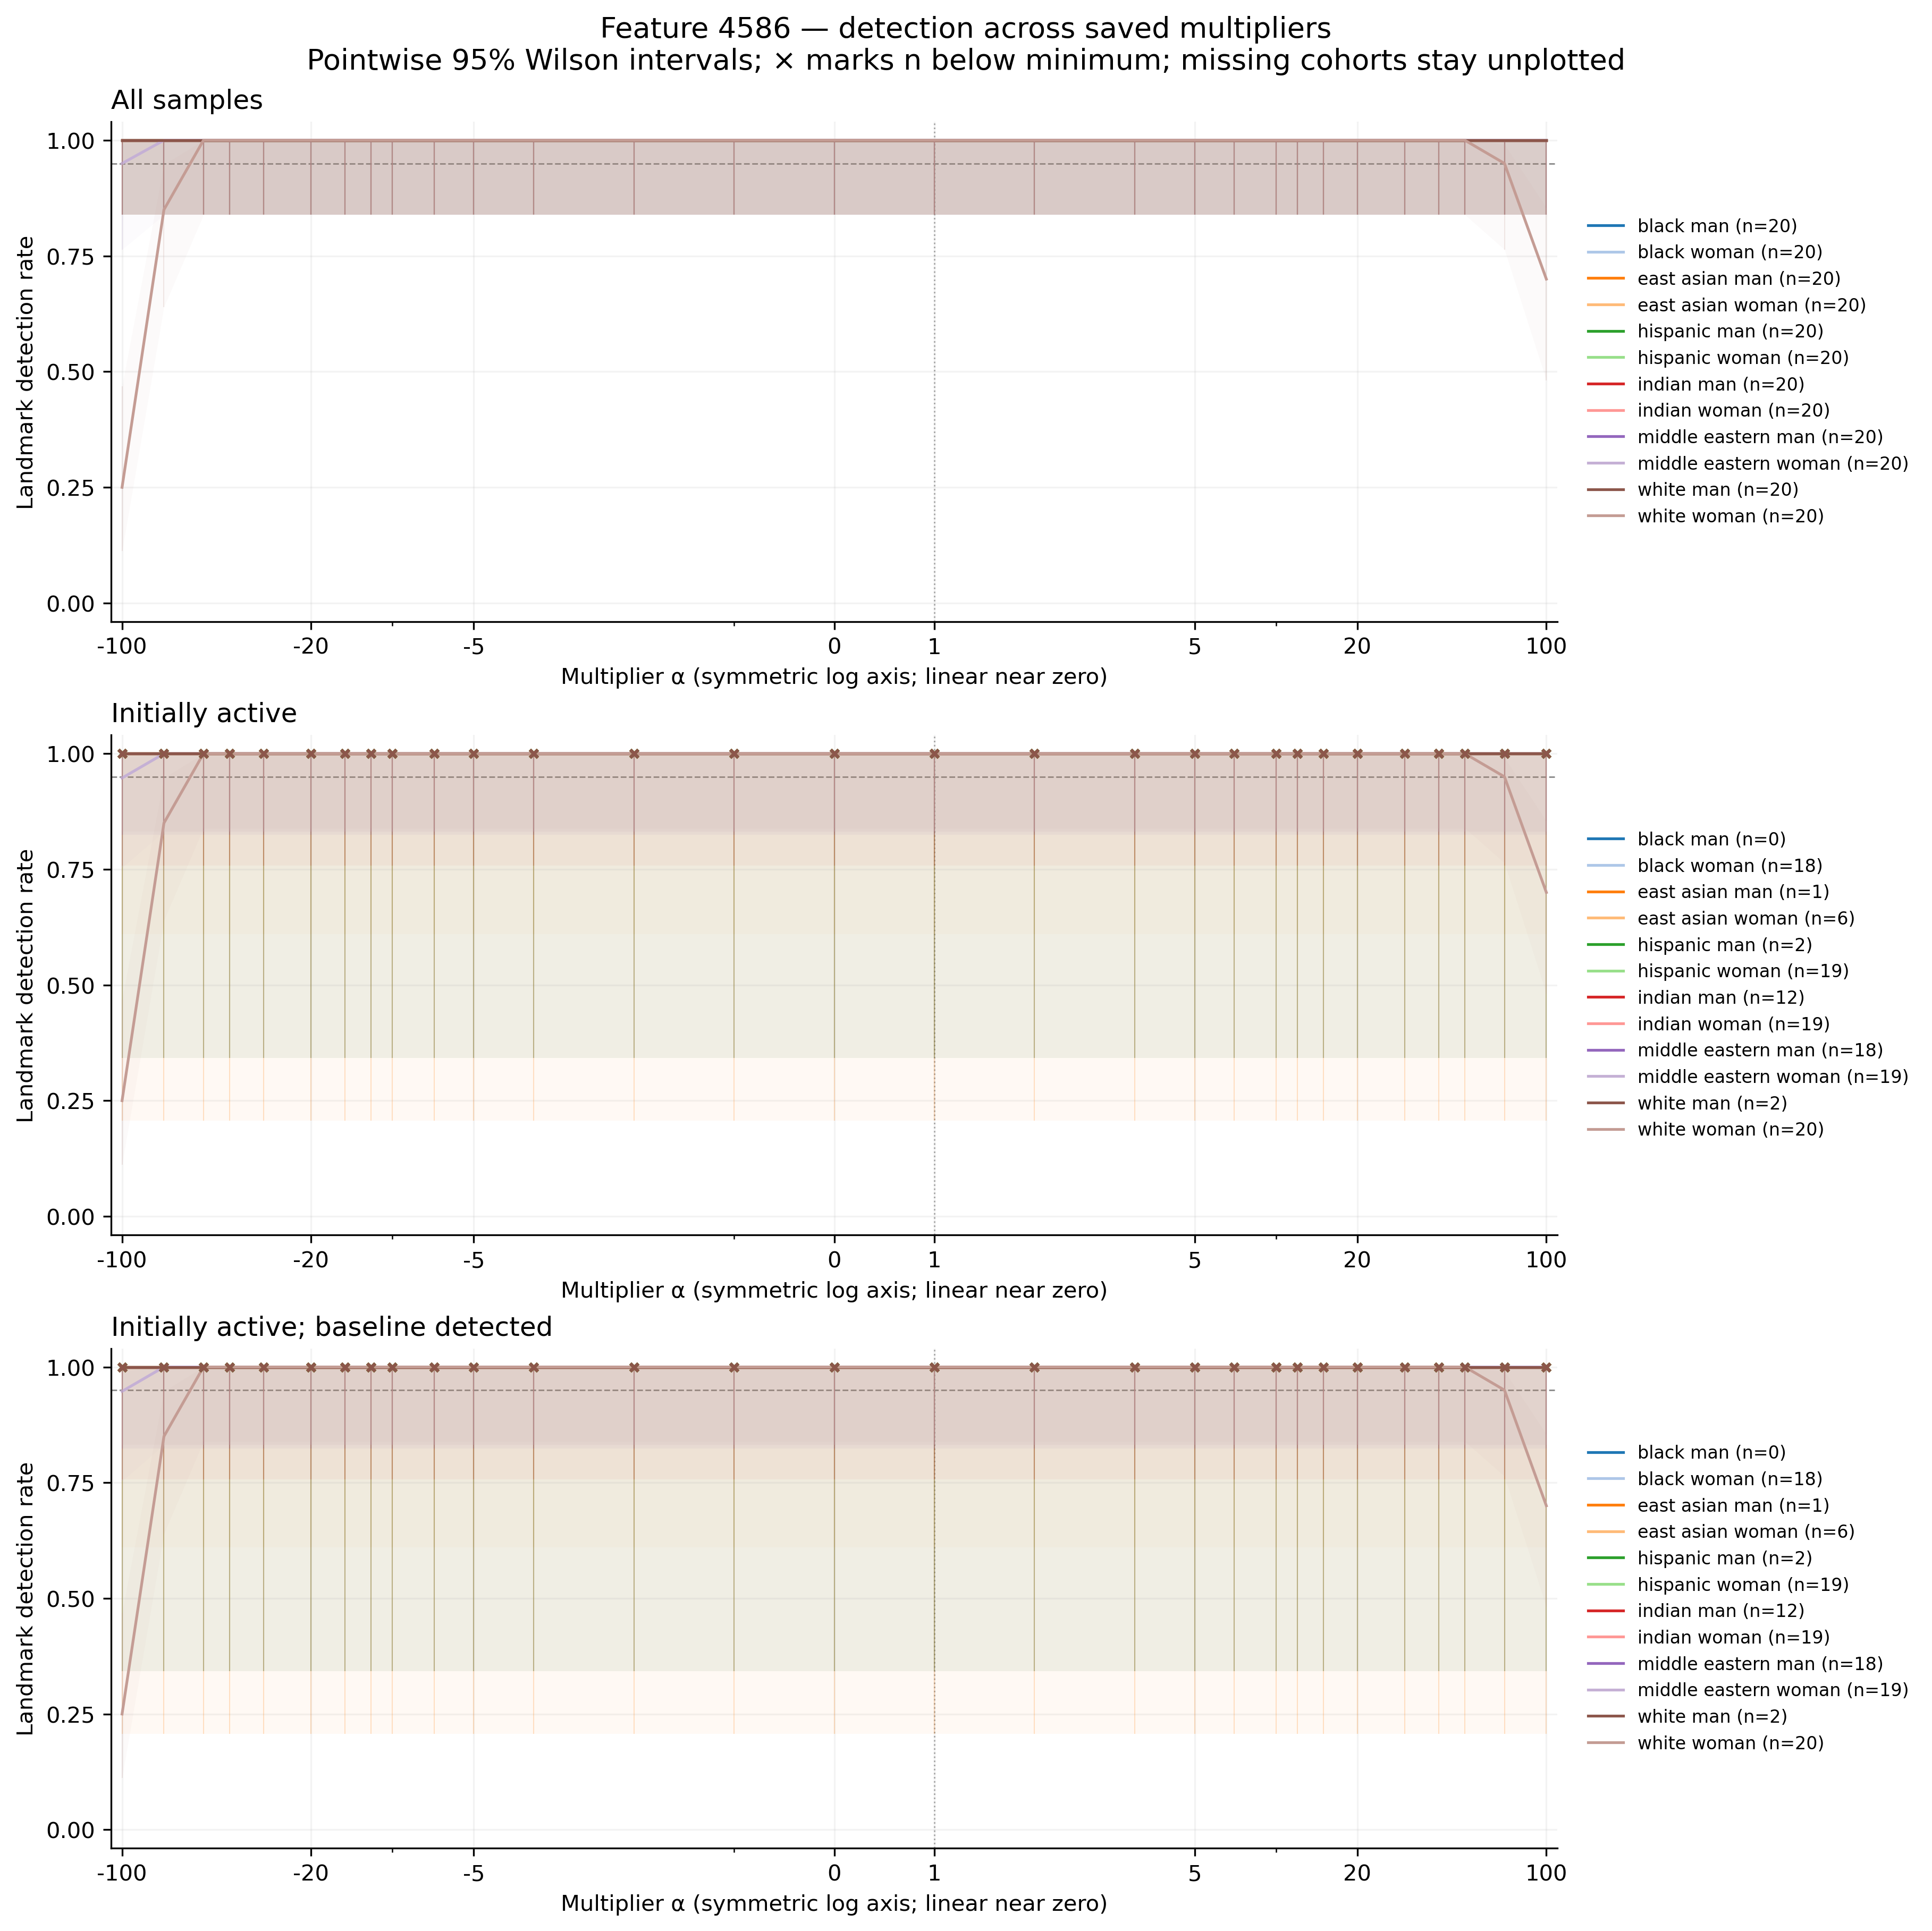 Feature 4586 — detection across saved multipliers
Pointwise 95% Wilson intervals; × marks n below minimum; missing cohorts stay unplotted
All samples
Landmark detection rate
1.00
0.75
0.50
0.25
0.00
-100
-20
-5
0
1
5
20
100
Multiplier α (symmetric log axis; linear near zero)
black man (n=20)
black woman (n=20)
east asian man (n=20)
east asian woman (n=20)
hispanic man (n=20)
hispanic woman (n=20)
indian man (n=20)
indian woman (n=20)
middle eastern man (n=20)
middle eastern woman (n=20)
white man (n=20)
white woman (n=20)
Initially active
Landmark detection rate
1.00
0.75
0.50
0.25
0.00
-100
-20
-5
0
1
5
20
100
Multiplier α (symmetric log axis; linear near zero)
black man (n=0)
black woman (n=18)
east asian man (n=1)
east asian woman (n=6)
hispanic man (n=2)
hispanic woman (n=19)
indian man (n=12)
indian woman (n=19)
middle eastern man (n=18)
middle eastern woman (n=19)
white man (n=2)
white woman (n=20)
Initially active; baseline detected
Landmark detection rate
1.00
0.75
0.50
0.25
0.00
-100
-20
-5
0
1
5
20
100
Multiplier α (symmetric log axis; linear near zero)
black man (n=0)
black woman (n=18)
east asian man (n=1)
east asian woman (n=6)
hispanic man (n=2)
hispanic woman (n=19)
indian man (n=12)
indian woman (n=19)
middle eastern man (n=18)
middle eastern woman (n=19)
white man (n=2)
white woman (n=20)